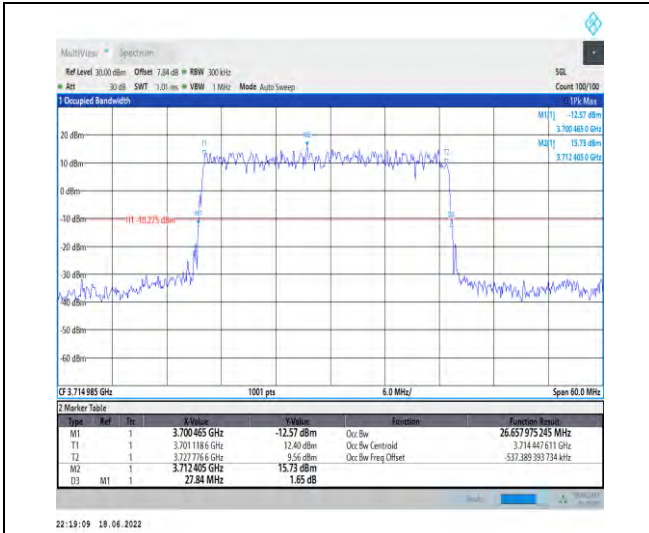 MultiView Spectrum
Ref Level 30.00 dBm Offset 7.84 dB RBW 300 kHz SGL
Att 30 dB SWT 1.01 ms VBW 1 MHz Mode Auto Sweep Count 100/100
1 Occupied Bandwidth 1Pk Max
M1[1] -12.57 dBm
3.700 465 0 GHz
M2[1] 15.73 dBm
3.712 405 0 GHz
20 dBm
T1
M2
T2
10 dBm
0 dBm
-10 dBm
H1 -10.275 dBm
M1
-20 dBm
-30 dBm
-40 dBm
-50 dBm
-60 dBm
CF 3.714 985 GHz 1001 pts 6.0 MHz/ Span 60.0 MHz
2 Marker Table
Type Ref Trc X-Value Y-Value Function Function Result
M1 1 3.700 465 GHz -12.57 dBm Occ Bw 26.657 975 245 MHz
T1 1 3.701 118 6 GHz 12.40 dBm Occ Bw Centroid 3.714 447 611 GHz
T2 1 3.727 776 6 GHz 9.56 dBm Occ Bw Freq Offset -537.389 393 734 kHz
M2 1 3.712 405 GHz 15.73 dBm
D3 M1 1 27.84 MHz 1.65 dB
22:19:09 18.06.2022